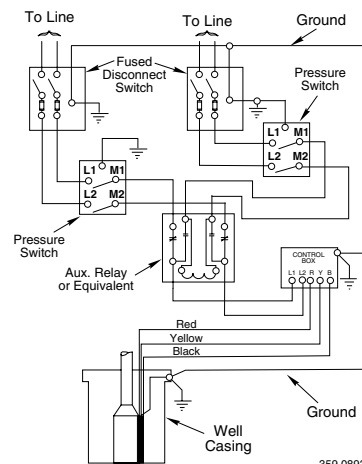 To Line
To Line
Ground
Fused
Disconnect
Switch
Pressure
Switch
L1 M1
L2 M2
L1 M1
L2 M2
Pressure
Switch
Aux. Relay
or Equivalent
CONTROL
BOX
L1 L2 R Y B
Red
Yellow
Black
Well
Casing
Ground